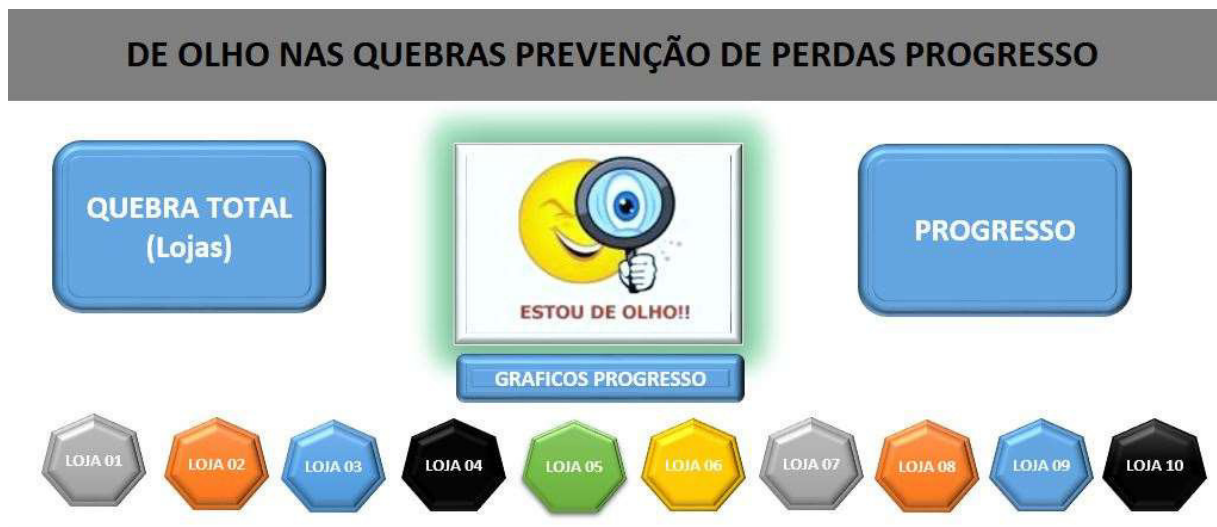 DE OLHO NAS QUEBRAS PREVENÇÃO DE PERDAS PROGRESSO
QUEBRA TOTAL
(Lojas)
ESTOU DE OLHO!!
PROGRESSO
GRAFICOS PROGRESSO
LOJA 01
LOJA 02
LOJA 03
LOJA 04
LOJA 05
LOJA 06
LOJA 07
LOJA 08
LOJA 09
LOJA 10